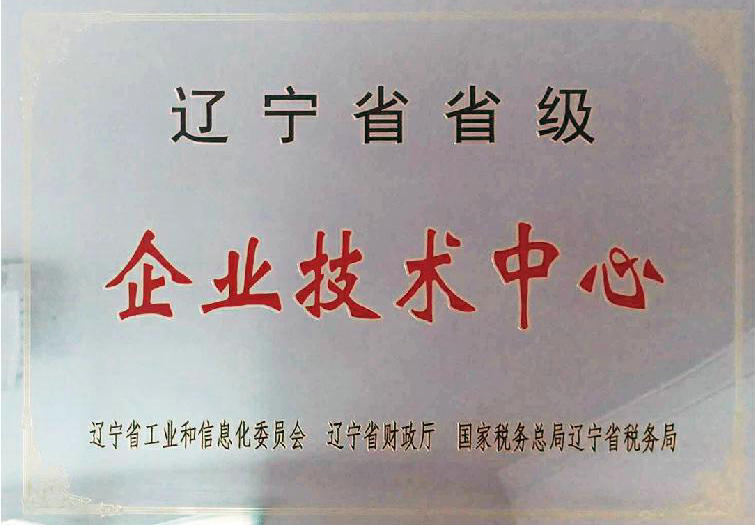 辽宁省省级
企业技术中心
辽宁省工业和信息化委员会 辽宁省财政厅 国家税务总局辽宁省税务局